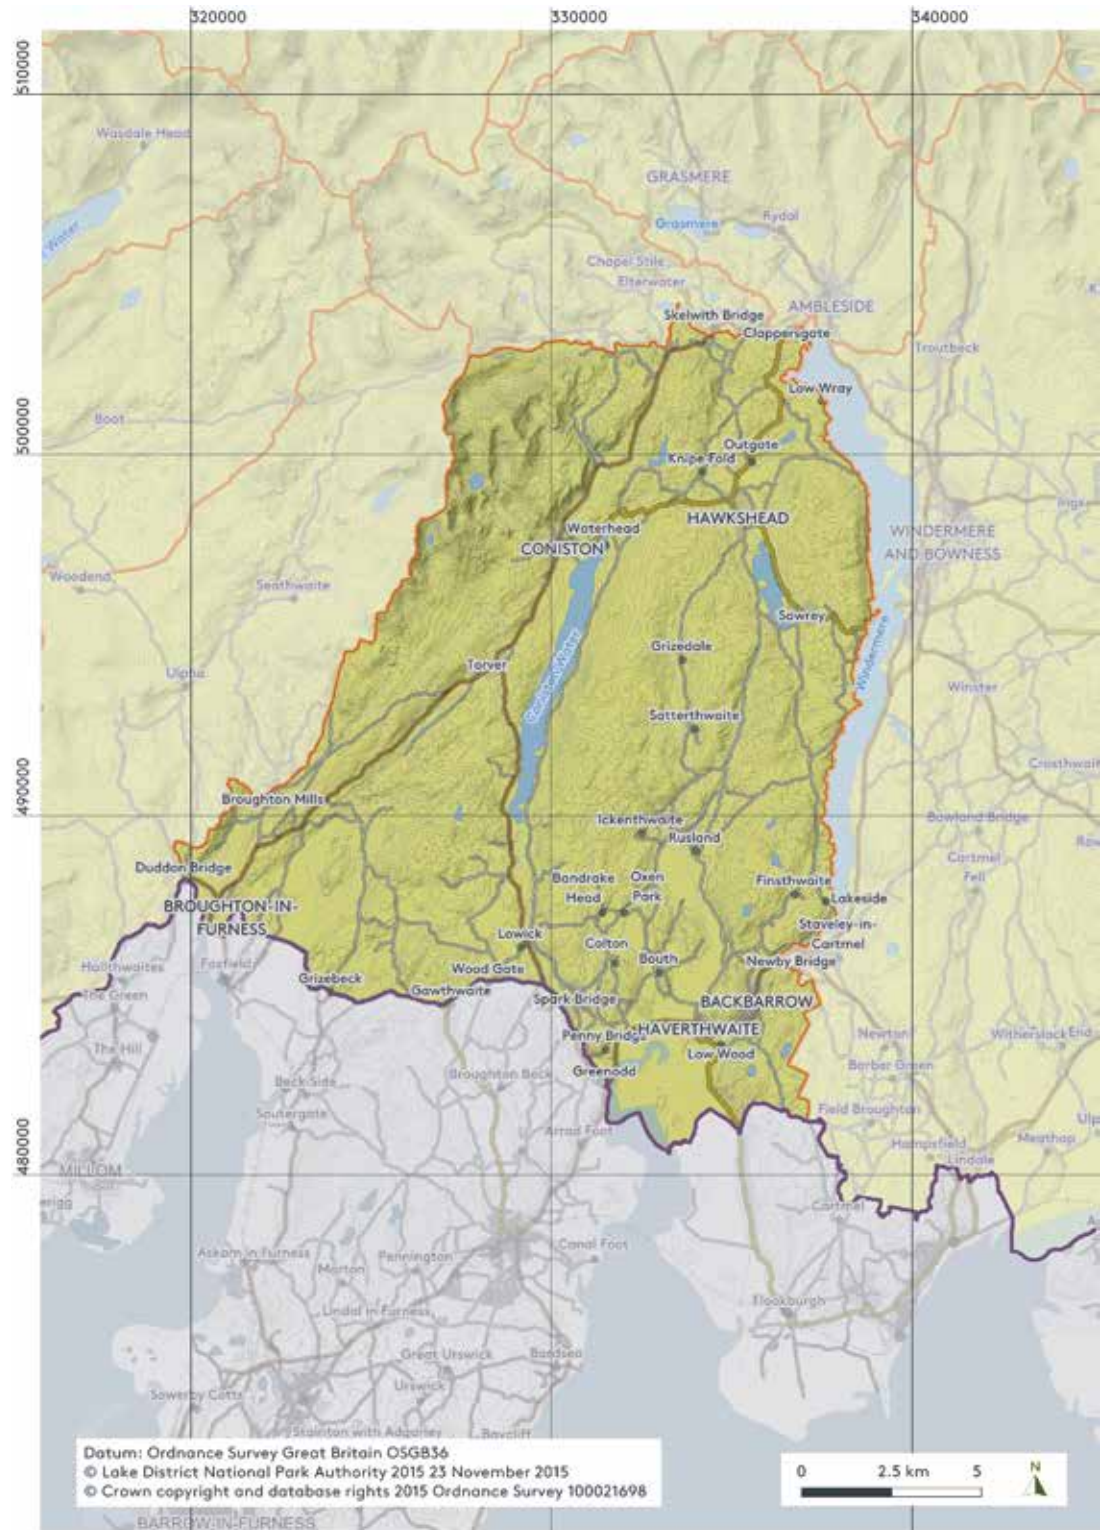 320000
330000
340000
510000
500000
490000
480000
Wasdale Head
Water
GRASMERE
Grasmere
Rydal
Chapel Stile
Elterwater
AMBLESIDE
Skelwith Bridge
Clappersgate
Troutbeck
Low Wray
Boot
Outgate
Knipe Fold
Ings
HAWKSHEAD
Waterhead
CONISTON
WINDERMERE
AND BOWNESS
Woodend
Seathwaite
Sawrey
Grizedale
Torver
Ulpha
Coniston Water
Windermere
Winster
Satterthwaite
Crosthwait
Broughton Mills
Ickenthwaite
Rusland
Bowland Bridge
Cartmel
Fell
Duddon Bridge
Bandrake
Head
Oxen
Park
Finsthwaite
Lakeside
BROUGHTON-IN-
FURNESS
Staveley-in-
Cartmel
Lowick
Colton
Newby Bridge
Bouth
Wood Gate
Hallthwaites
Foxfield
Grizebeck
Gawthwaite
The Green
Spark Bridge
BACKBARROW
Penny Bridge
HAVERTHWAITE
Low Wood
Newton
Witherslack End
The Hill
Greenodd
Barber Green
Beck Side
Broughton Beck
Soutergate
Field Broughton
Arrad Foot
Hampsfield
Lindale
Meathop
MILLOM
Cartmel
Askam in Furness
Pennington
Canal Foot
Marton
Lindal in Furness
Flookburgh
Great Urswick
Bardsea
Urswick
Sowerby Cotts
Stainton with Adgarley
Baycliff
Datum: Ordnance Survey Great Britain OSGB36
© Lake District National Park Authority 2015 23 November 2015
© Crown copyright and database rights 2015 Ordnance Survey 100021698
0 2.5 km 5
N
BARROW-IN-FURNESS